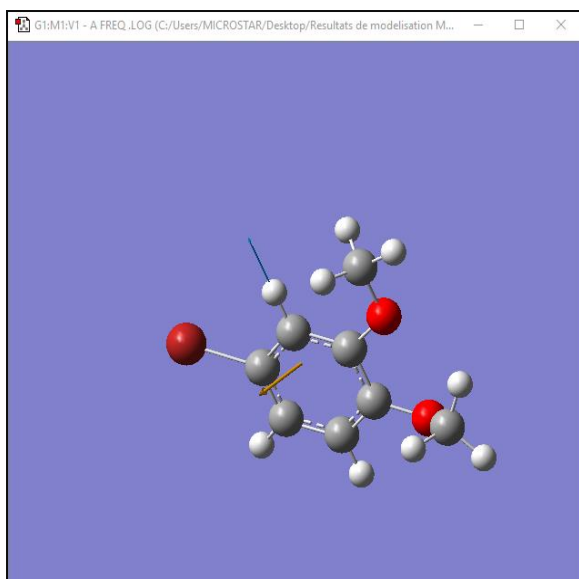 G1:M1:V1 - A FREQ .LOG (C:/Users/MICROSTAR/Desktop/Resultats de modelisation M...